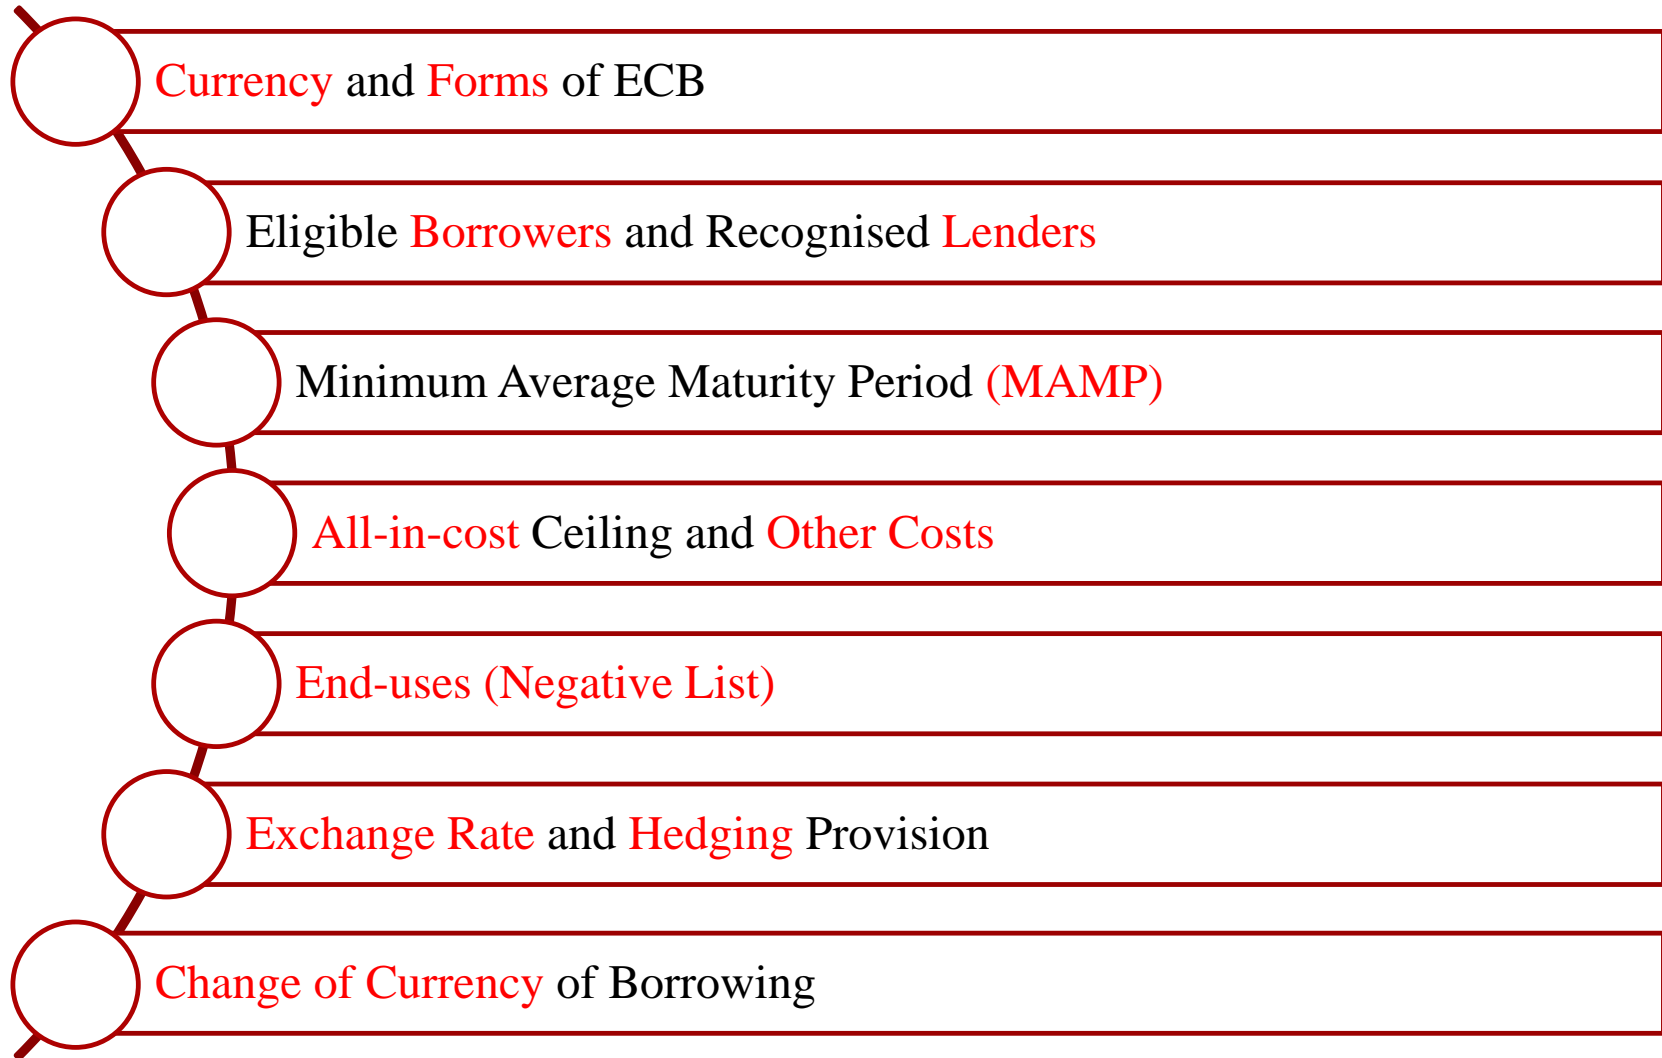 Currency and Forms of ECB
Eligible Borrowers and Recognised Lenders
Minimum Average Maturity Period (MAMP)
All-in-cost Ceiling and Other Costs
End-uses (Negative List)
Exchange Rate and Hedging Provision
Change of Currency of Borrowing